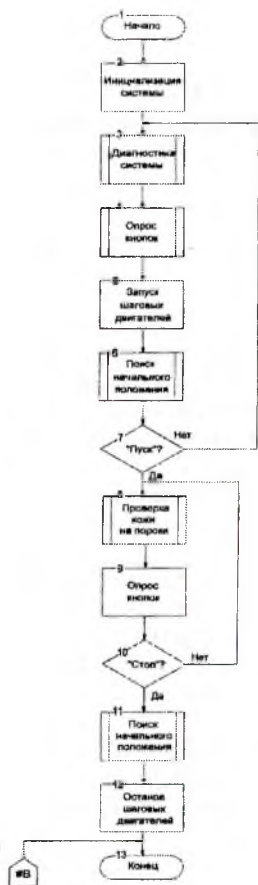 1
Начало
2
Инициализация
системы
3
Диагностика
системы
4
Опрос
кнопок
5
Запуск
шаговых
двигателей
6
Поиск
начального
положения
7
"Пуск"?
Нет
Да
8
Проверка
кожи
на пороки
9
Опрос
кнопок
10
"Стоп"?
Нет
Да
11
Поиск
начального
положения
12
Останов
шаговых
двигателей
13
Конец
#B